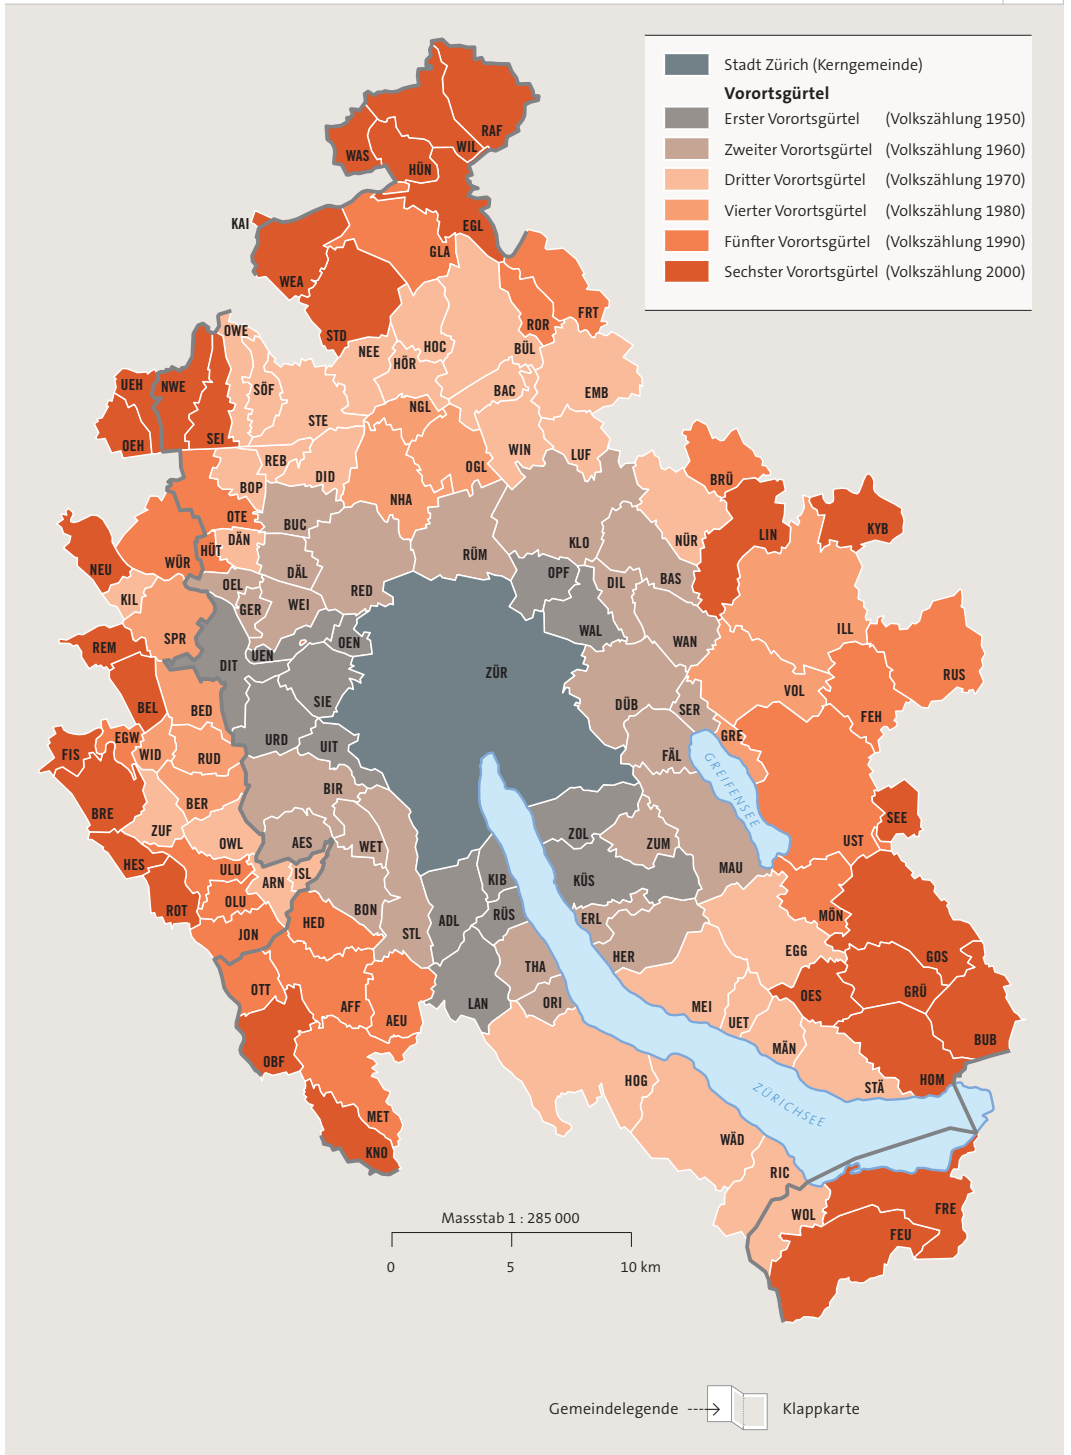 Stadt Zürich (Kerngemeinde)
Vorortsgürtel
Erster Vorortsgürtel (Volkszählung 1950)
Zweiter Vorortsgürtel (Volkszählung 1960)
Dritter Vorortsgürtel (Volkszählung 1970)
Vierter Vorortsgürtel (Volkszählung 1980)
Fünfter Vorortsgürtel (Volkszählung 1990)
Sechster Vorortsgürtel (Volkszählung 2000)
RAF
WIL
WAS
HÜN
KAI
EGL
GLA
WEA
FRT
ROR
OWE
STD
NEE
HOC
BÜL
HÖR
UEH
NWE
SÖF
BAC
EMB
NGL
STE
SEI
OEH
WIN
LUF
REB
OGL
DID
BRÜ
BOP
NHA
OTE
BUC
KYB
LIN
DÄN
NÜR
KLO
HÜT
RÜM
WÜR
NEU
DÄL
OPF
BAS
DIL
OEL
RED
KIL
GER
WEI
ILL
WAL
SPR
OEN
WAN
REM
UEN
DIT
ZÜR
RUS
VOL
SIE
DÜB
SER
BEL
BED
FEH
EGW
URD
GRE
UIT
FIS
WID
RUD
FÄL
GREIFENSEE
BIR
BER
BRE
SEE
ZUF
ZOL
UST
OWL
AES
WET
ZUM
HES
ULU
ISL
MAU
ARN
KIB
KÜS
OLU
ROT
BON
RÜS
MÖN
HED
ADL
ERL
JON
STL
EGG
HER
GOS
THA
OTT
GRÜ
OES
AFF
LAN
ORI
MEI
AEU
UET
BUB
MÄN
OBF
HOG
HOM
STÄ
ZÜRICHSEE
MET
WÄD
KNO
RIC
FRE
WOL
FEU
Massstab 1 : 285 000
0 5 10 km
Gemeindelegende Klappkarte